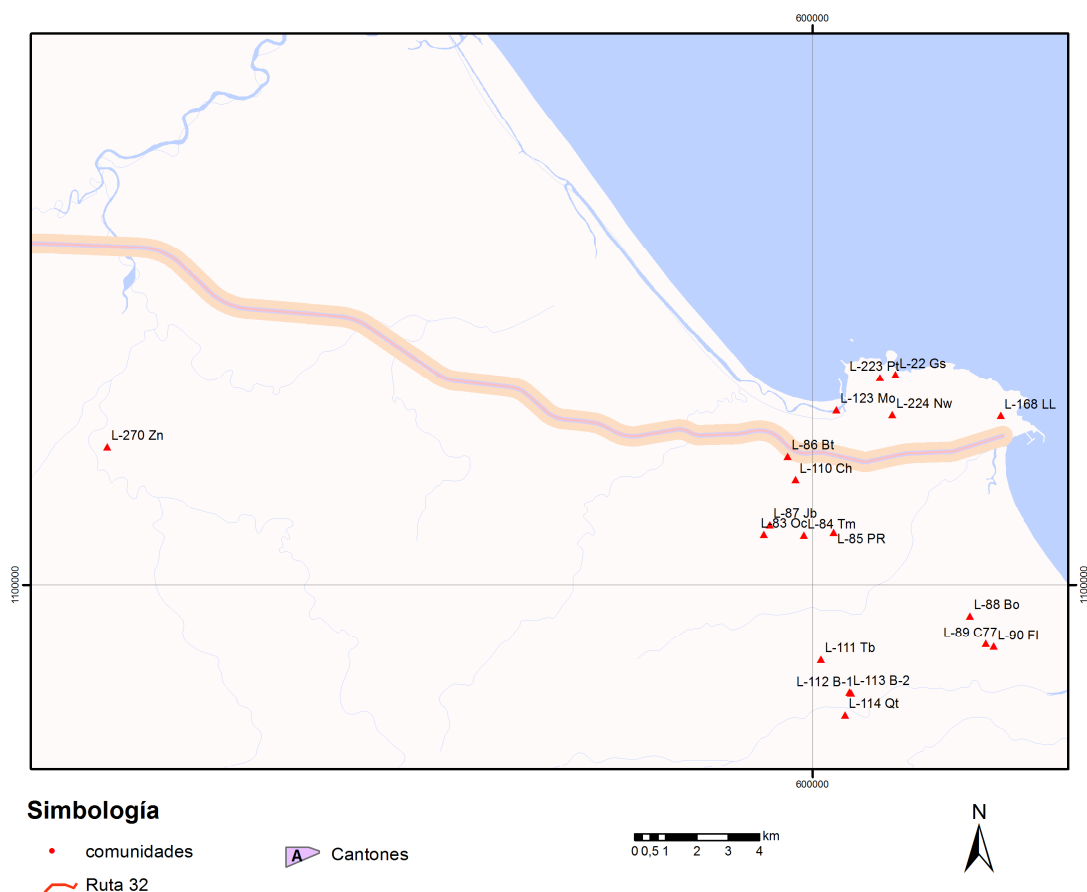 600000
L-223 Pt
L-22 Gs
L-123 Mo
L-224 Nw
L-168 LL
L-270 Zn
L-86 Bt
L-110 Ch
L-87 Jb
L-83 Oc
L-84 Tm
L-85 PR
1100000
1100000
L-88 Bo
L-89 C77
L-90 Fl
L-111 Tb
L-112 B-1
L-113 B-2
L-114 Qt
600000
Simbología
comunidades
Ruta 32
A
Cantones
km
0 0,5 1 2 3 4
N